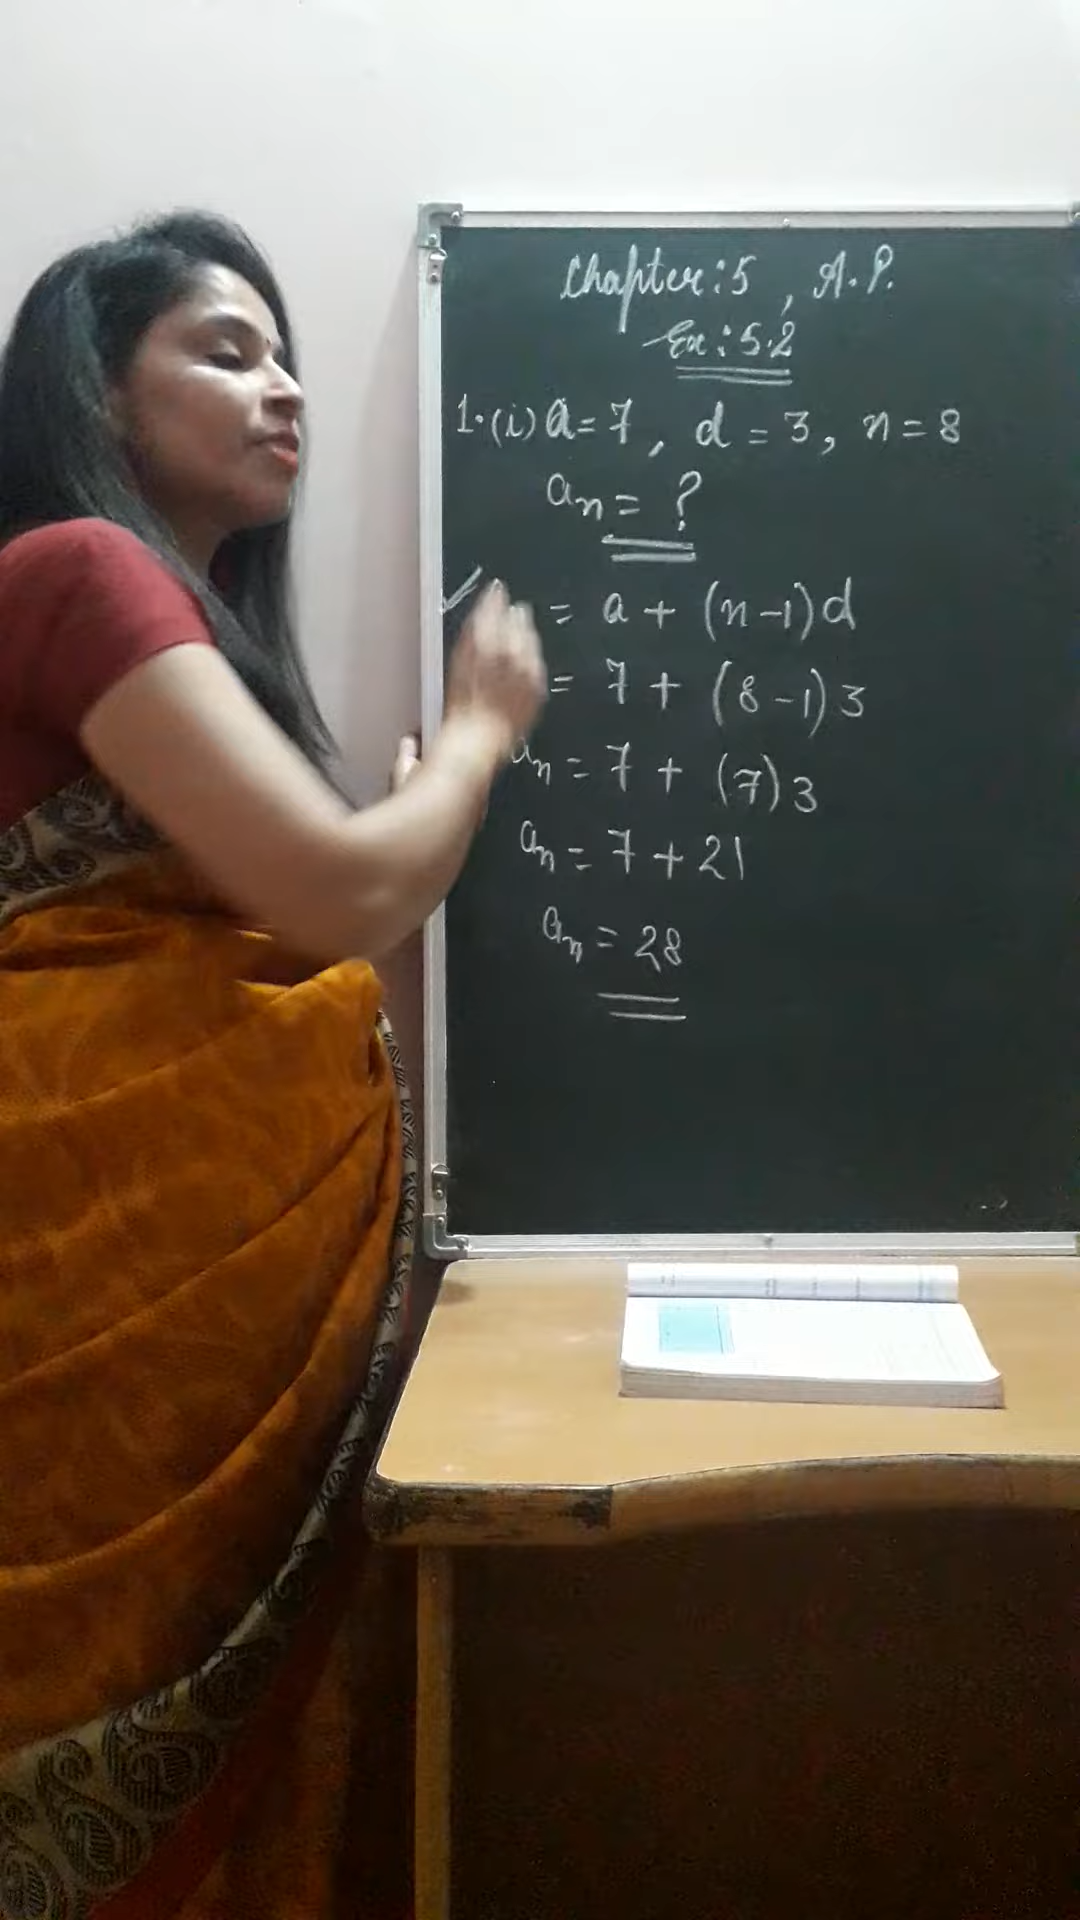 Chapter: 5, A.P.
Ex: 5.2
1. (i) a = 7, d = 3, n = 8
an = ?
= a + (n-1)d
= 7 + (8-1)3
an = 7 + (7)3
an = 7 + 21
an = 28